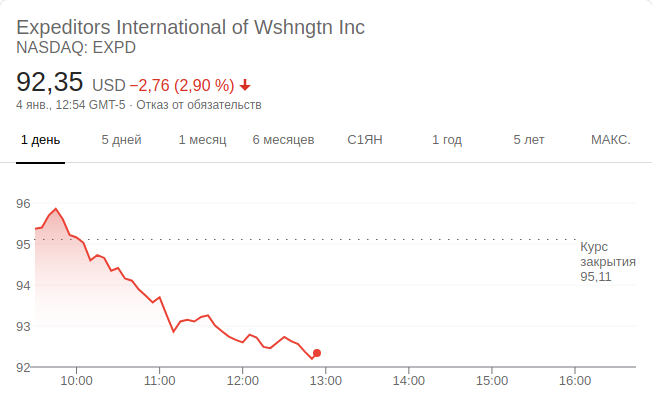 Expeditors International of Wshngtn Inc
NASDAQ: EXPD
92,35 USD −2,76 (2,90 %)
4 янв., 12:54 GMT-5 · Отказ от обязательств
1 день 5 дней 1 месяц 6 месяцев С1ЯН 1 год 5 лет МАКС.
96
95
94
93
92
Курс
закрытия
95,11
10:00 11:00 12:00 13:00 14:00 15:00 16:00